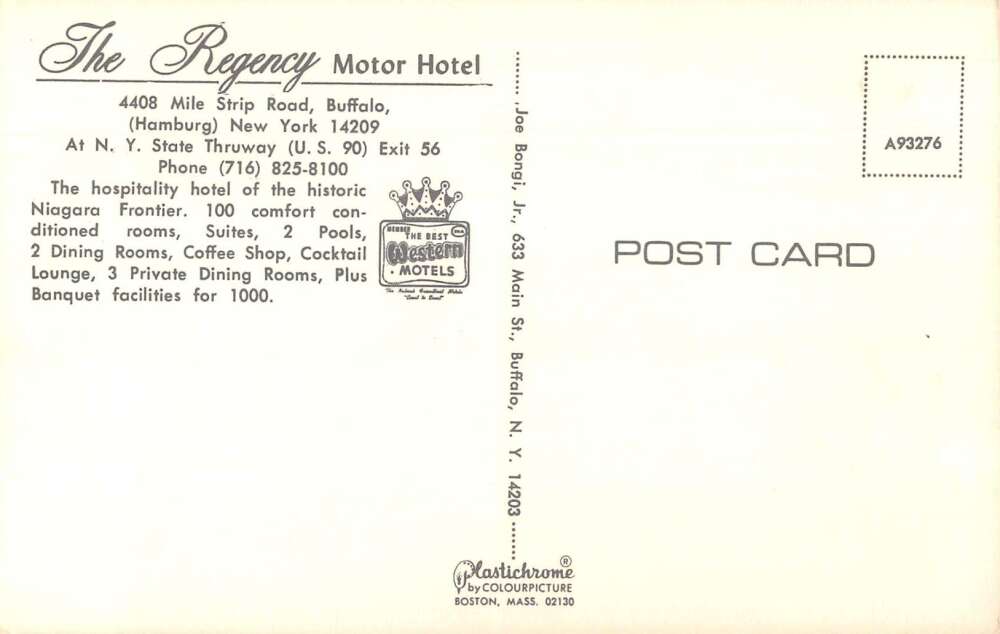 The Regency Motor Hotel
4408 Mile Strip Road, Buffalo,
(Hamburg) New York 14209
At N. Y. State Thruway (U. S. 90) Exit 56
Phone (716) 825-8100
The hospitality hotel of the historic
Niagara Frontier. 100 comfort con-
ditioned rooms, Suites, 2 Pools,
2 Dining Rooms, Coffee Shop, Cocktail
Lounge, 3 Private Dining Rooms, Plus
Banquet facilities for 1000.
MEMBER
THE BEST
Western
MOTELS
"Coast to Coast"
Joe Bongi, Jr., 633 Main St., Buffalo, N. Y. 14203
Plastichrome®
by COLOURPICTURE
BOSTON, MASS. 02130
A93276
POST CARD